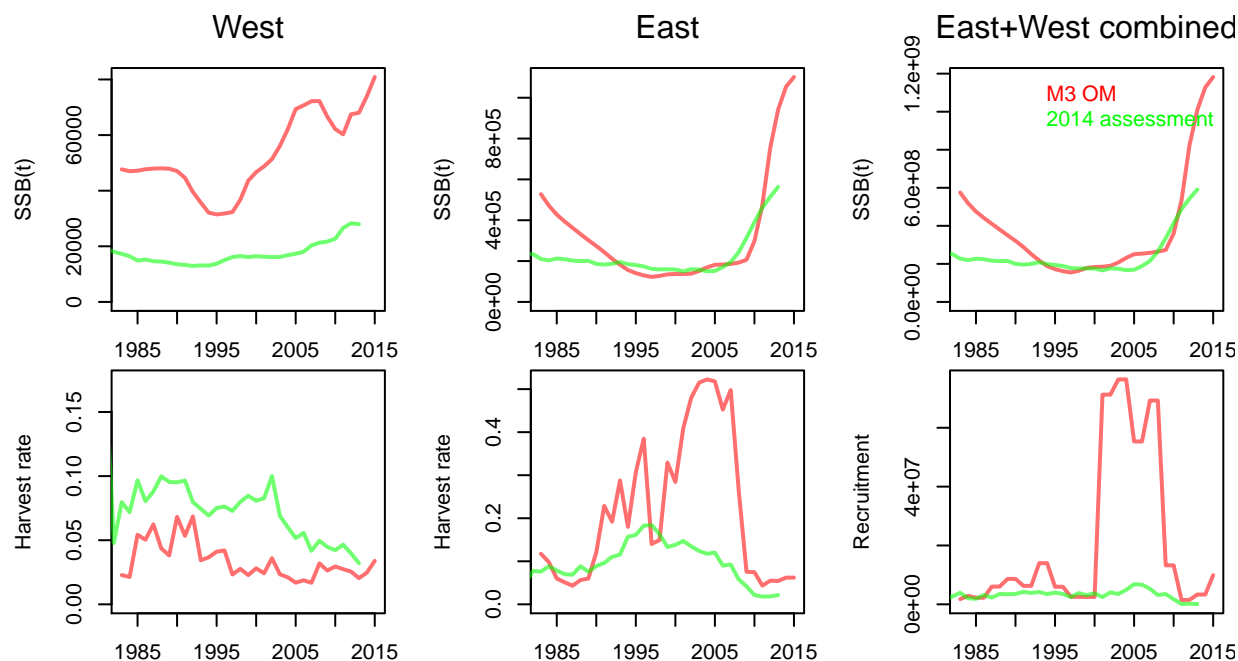 West
East
East+West combined
SSB(t)
0
20000
60000
1985
1995
2005
2015
SSB(t)
0e+00
4e+05
8e+05
1985
1995
2005
2015
SSB(t)
0.0e+00
6.0e+08
1.2e+09
M3 OM
2014 assessment
1985
1995
2005
2015
Harvest rate
0.00
0.05
0.10
0.15
1985
1995
2005
2015
Harvest rate
0.0
0.2
0.4
1985
1995
2005
2015
Recruitment
0e+00
4e+07
1985
1995
2005
2015